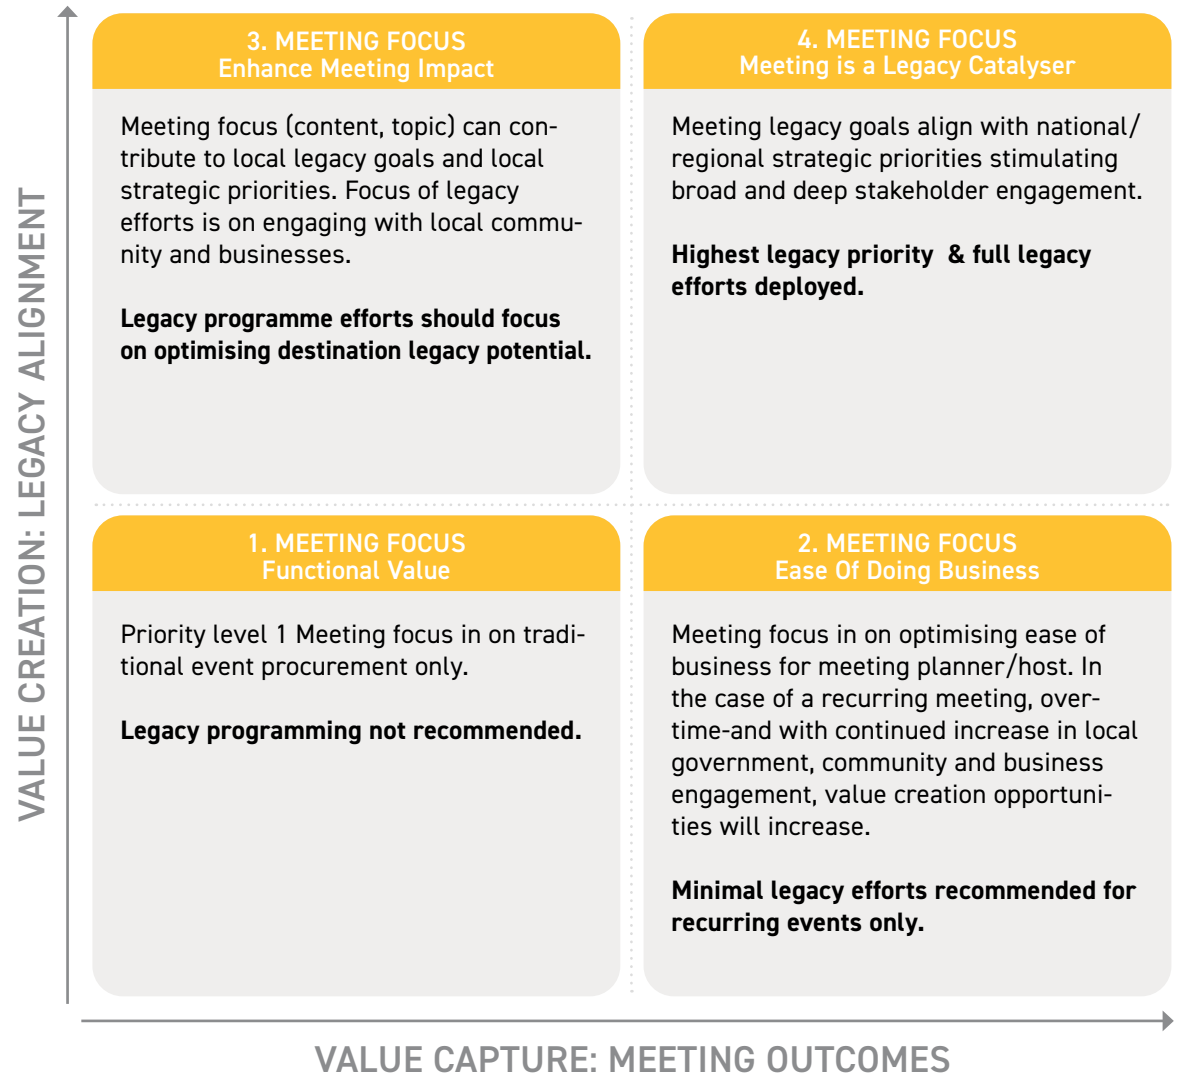 3. MEETING FOCUS
Enhance Meeting Impact
Meeting focus (content, topic) can con-
tribute to local legacy goals and local
strategic priorities. Focus of legacy
efforts is on engaging with local commu-
nity and businesses.
Legacy programme efforts should focus
on optimising destination legacy potential.
4. MEETING FOCUS
Meeting is a Legacy Catalyser
Meeting legacy goals align with national/
regional strategic priorities stimulating
broad and deep stakeholder engagement.
Highest legacy priority  & full legacy
efforts deployed.
1. MEETING FOCUS
Functional Value
Priority level 1 Meeting focus in on tradi-
tional event procurement only.
Legacy programming not recommended.
2. MEETING FOCUS
Ease Of Doing Business
Meeting focus in on optimising ease of
business for meeting planner/host. In
the case of a recurring meeting, over-
time-and with continued increase in local
government, community and business
engagement, value creation opportuni-
ties will increase.
Minimal legacy efforts recommended for
recurring events only.
VALUE CREATION: LEGACY ALIGNMENT
VALUE CAPTURE: MEETING OUTCOMES